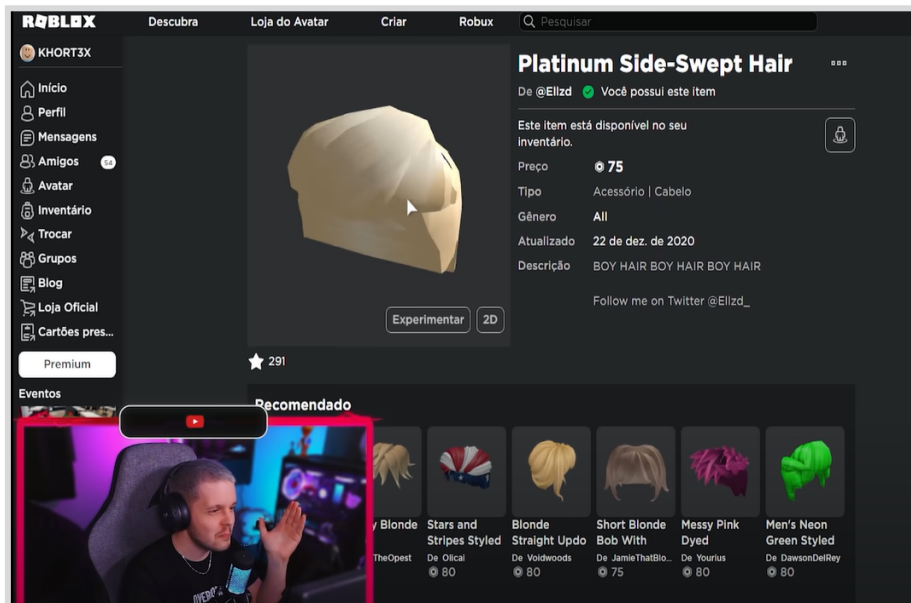 ROBLOX
Descubra
Loja do Avatar
Criar
Robux
Pesquisar
KHORT3X
Início
Perfil
Mensagens
Amigos 54
Avatar
Inventário
Trocar
Grupos
Blog
Loja Oficial
Cartões pres...
Premium
Eventos
Platinum Side-Swept Hair
De @Ellzd Você possui este item
Este item está disponível no seu
inventário.
Preço 75
Tipo Acessório | Cabelo
Gênero All
Atualizado 22 de dez. de 2020
Descrição BOY HAIR BOY HAIR BOY HAIR
Follow me on Twitter @Ellzd_
Experimentar
2D
291
Recomendado
y Blonde
TheOpest
Stars and
Stripes Styled
De Olicai
80
Blonde
Straight Updo
De Voidwoods
80
Short Blonde
Bob With
De JamieThatBlo...
75
Messy Pink
Dyed
De Yourius
80
Men's Neon
Green Styled
De DawsonDelRey
80